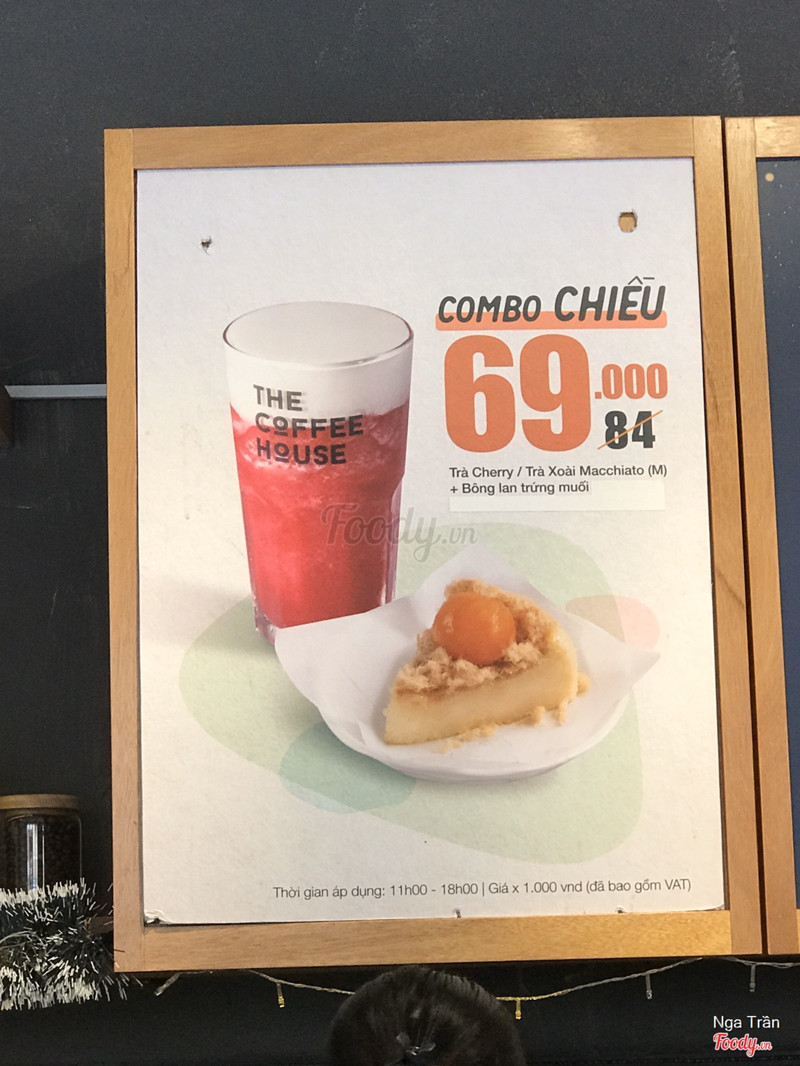 COMBO CHIỀU
69.000
84
THE
COFFEE
HOUSE
Trà Cherry / Trà Xoài Macchiato (M)
+ Bông lan trứng muối
Foody.vn
Thời gian áp dụng: 11h00 - 18h00 | Giá x 1.000 vnd (đã bao gồm VAT)
Nga Trần
Foody.vn